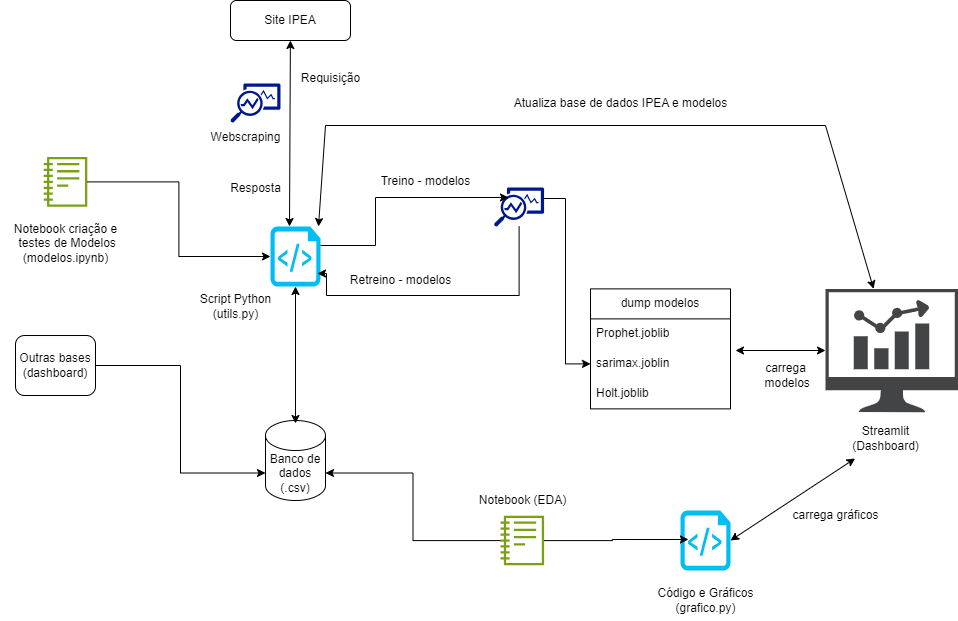 Site IPEA
Requisição
Webscraping
Resposta
Atualiza base de dados IPEA e modelos
Treino - modelos
Retreino - modelos
Notebook criação e
testes de Modelos
(modelos.ipynb)
Script Python
(utils.py)
dump modelos
Prophet.joblib
sarimax.joblin
Holt.joblib
carrega
modelos
Outras bases
(dashboard)
Streamlit
(Dashboard)
Banco de
dados
(.csv)
Notebook (EDA)
carrega gráficos
Código e Gráficos
(grafico.py)